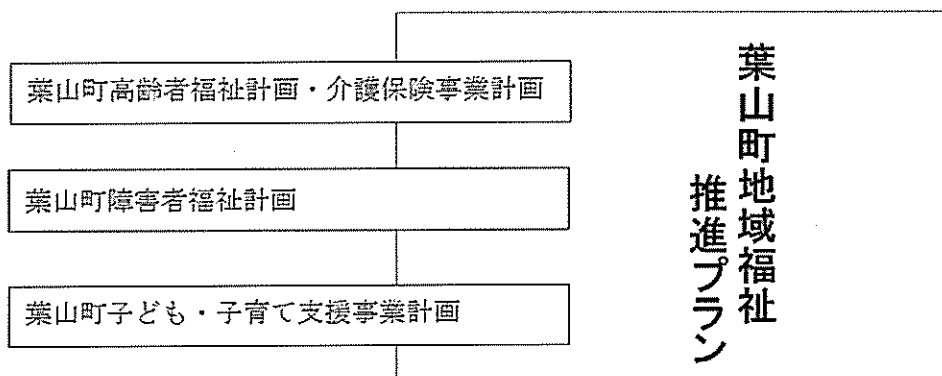 葉山町高齢者福祉計画・介護保険事業計画
葉山町障害者福祉計画
葉山町子ども・子育て支援事業計画
葉山町地域福祉
推進プラン